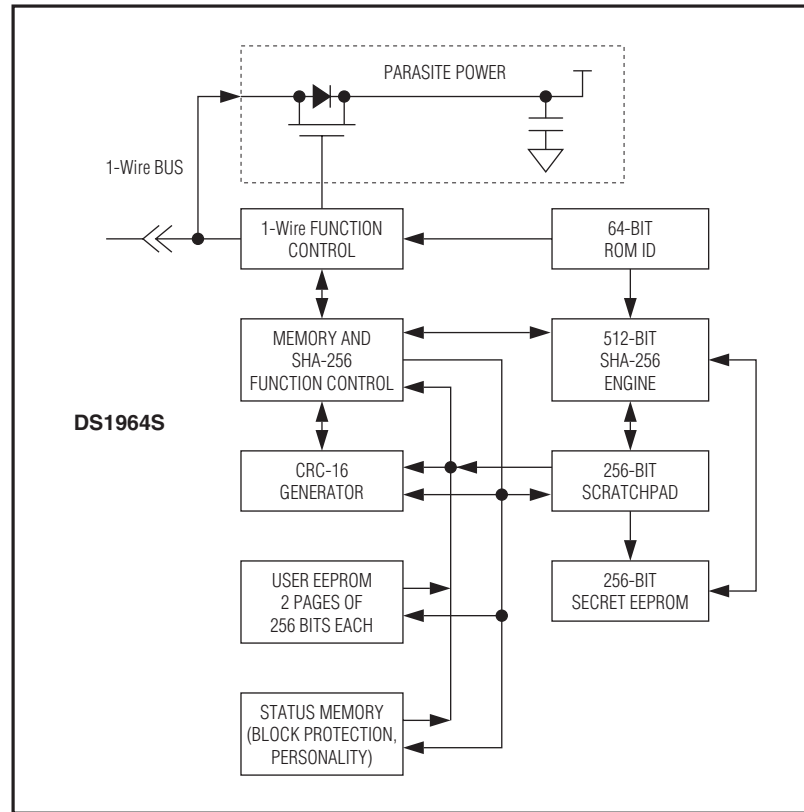 PARASITE POWER
1-Wire BUS
1-Wire FUNCTION
CONTROL
64-BIT
ROM ID
MEMORY AND
SHA-256
FUNCTION CONTROL
512-BIT
SHA-256
ENGINE
DS1964S
CRC-16
GENERATOR
256-BIT
SCRATCHPAD
USER EEPROM
2 PAGES OF
256 BITS EACH
256-BIT
SECRET EEPROM
STATUS MEMORY
(BLOCK PROTECTION,
PERSONALITY)